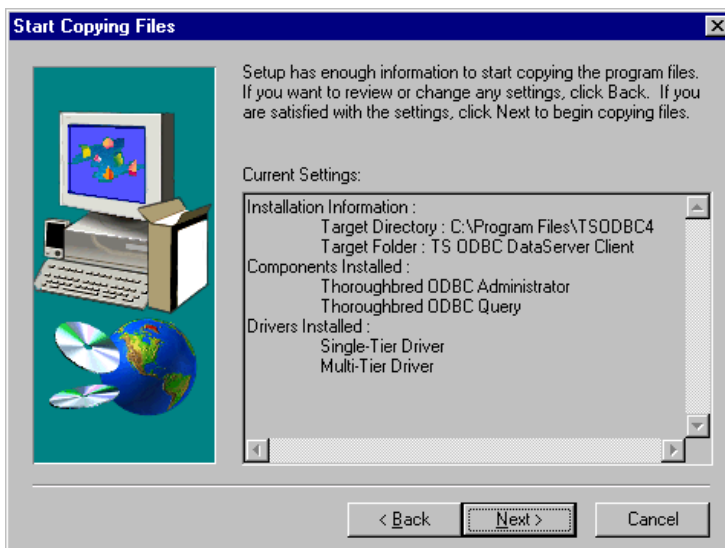 Start Copying Files
Setup has enough information to start copying the program files.
If you want to review or change any settings, click Back. If you
are satisfied with the settings, click Next to begin copying files.
Current Settings:
Installation Information :
Target Directory : C:\Program Files\TSODBC4
Target Folder : TS ODBC DataServer Client
Components Installed :
Thoroughbred ODBC Administrator
Thoroughbred ODBC Query
Drivers Installed :
Single-Tier Driver
Multi-Tier Driver
< Back
Next >
Cancel